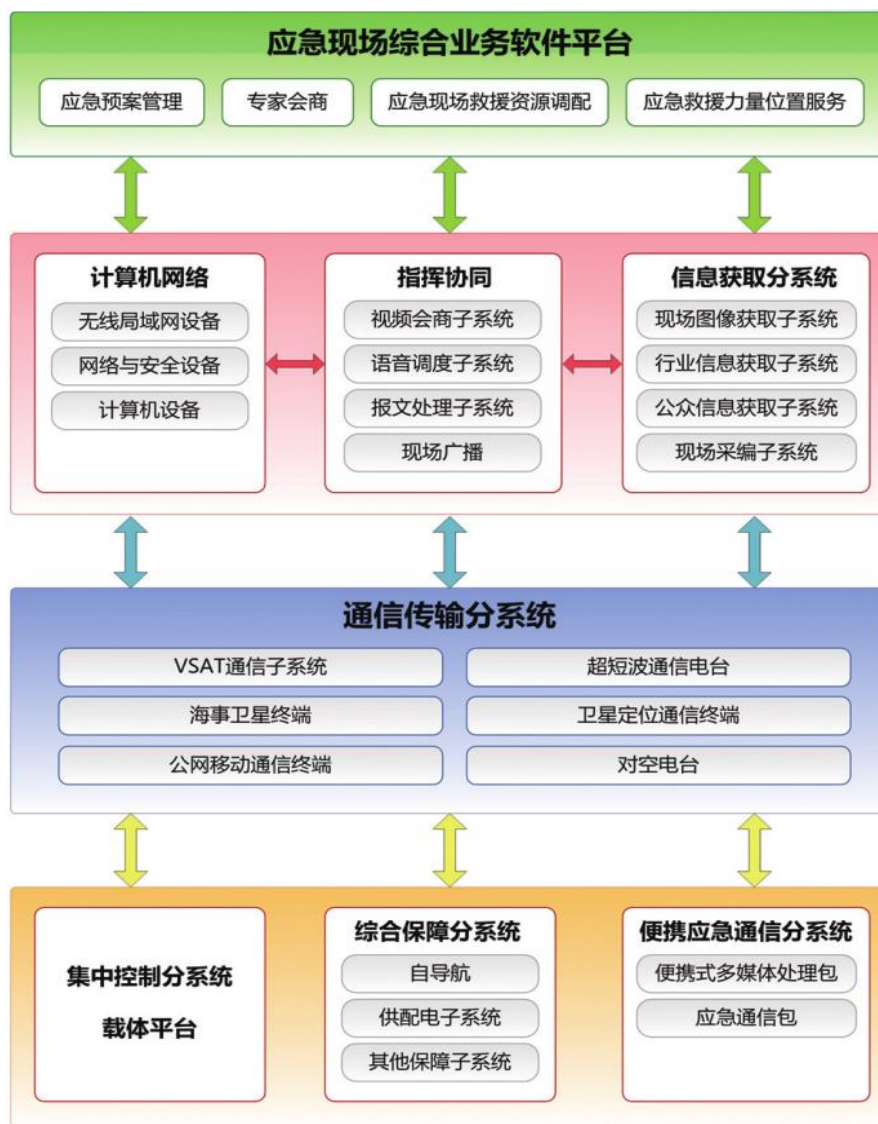 应急现场综合业务软件平台
应急预案管理
专家会商
应急现场救援资源调配
应急救援力量位置服务
计算机网络
无线局域网设备
网络与安全设备
计算机设备
指挥协同
视频会商子系统
语音调度子系统
报文处理子系统
现场广播
信息获取分系统
现场图像获取子系统
行业信息获取子系统
公众信息获取子系统
现场采编子系统
通信传输分系统
VSAT通信子系统
超短波通信电台
海事卫星终端
卫星定位通信终端
公网移动通信终端
对空电台
集中控制分系统
载体平台
综合保障分系统
自导航
供配电子系统
其他保障子系统
便携应急通信分系统
便携式多媒体处理包
应急通信包